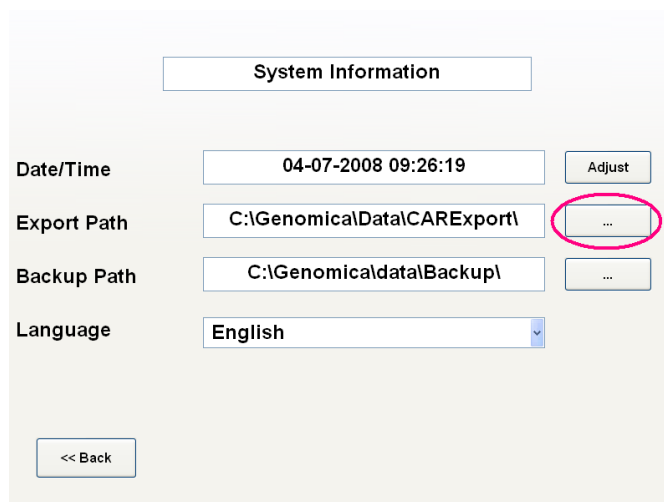 System Information
Date/Time 04-07-2008 09:26:19 Adjust
Export Path C:\Genomica\Data\CARExport\ ...
Backup Path C:\Genomica\data\Backup\ ...
Language English
<< Back